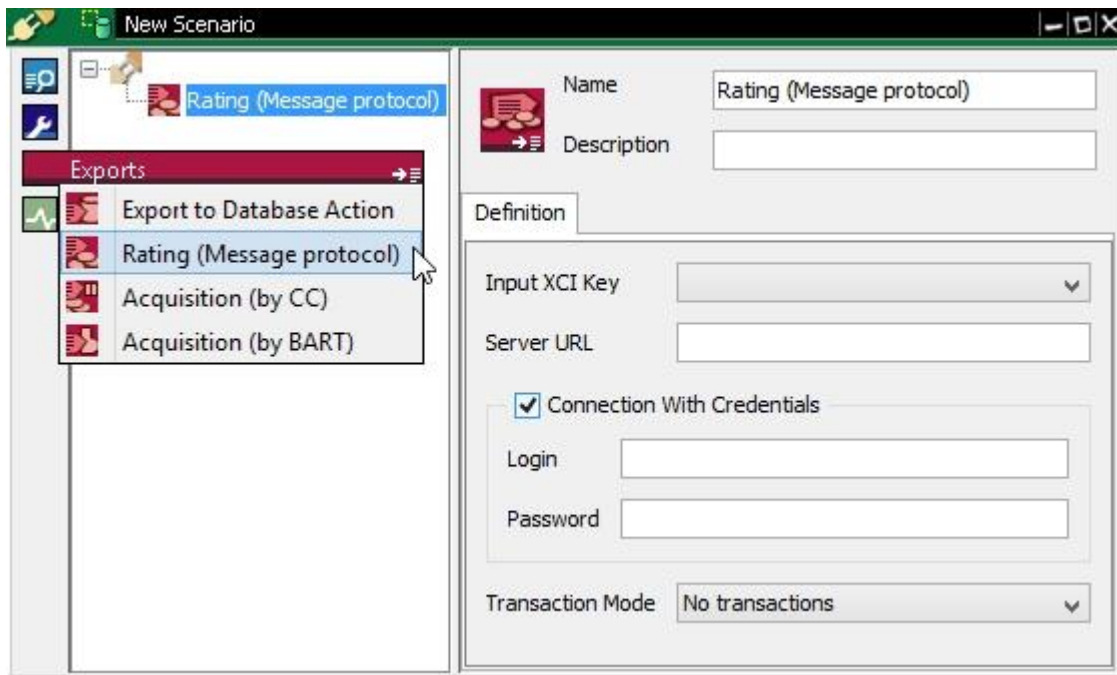 New Scenario
Rating (Message protocol)
Exports
Export to Database Action
Rating (Message protocol)
Acquisition (by CC)
Acquisition (by BART)
Name
Rating (Message protocol)
Description
Definition
Input XCI Key
Server URL
Connection With Credentials
Login
Password
Transaction Mode
No transactions